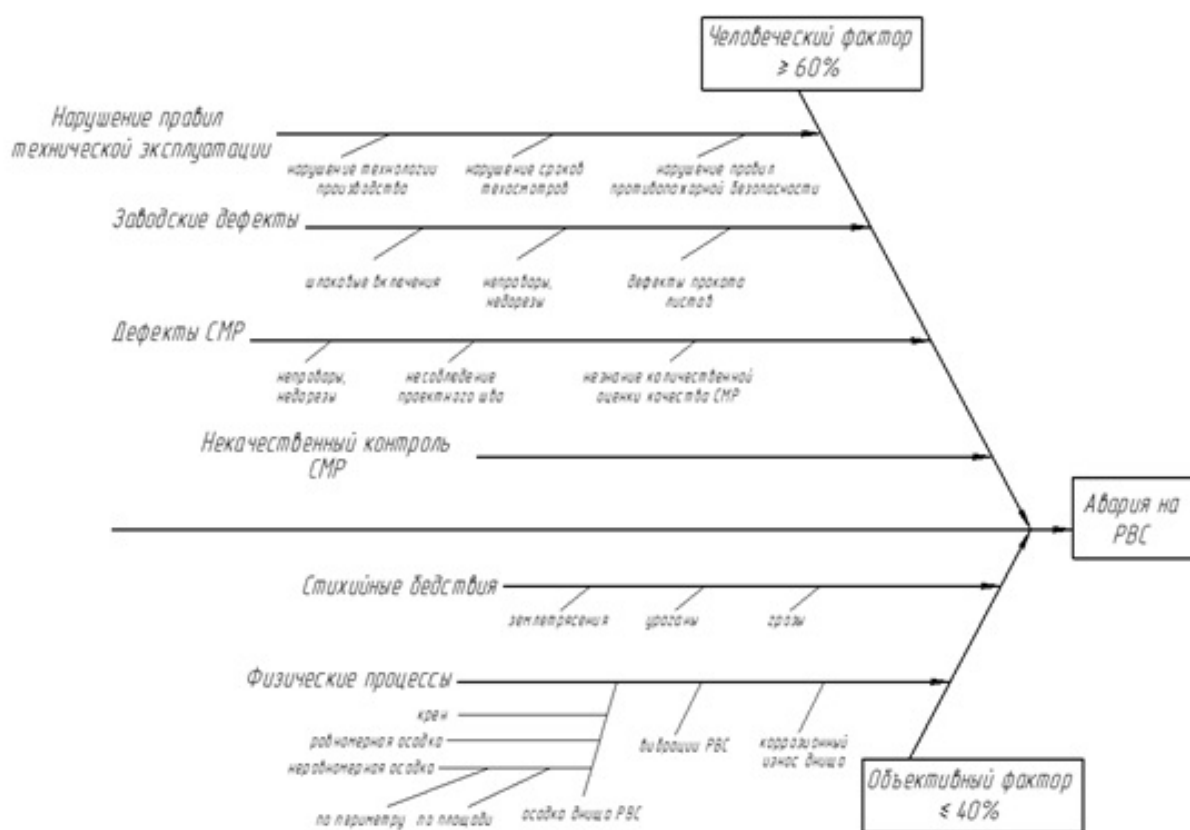 Человеческий фактор
≥ 60%
Нарушение правил
технической эксплуатации
нарушение технологии
производства
нарушение сроков
техосмотров
нарушение правил
противопожарной безопасности
Заводские дефекты
шлаковые включения
непровары,
недорезы
дефекты проката
листов
Дефекты СМР
непровары,
недорезы
несоблюдение
проектного шва
незнание количественной
оценки качества СМР
Некачественный контроль
СМР
Авария на
РВС
Стихийные бедствия
землетрясения
ураганы
грозы
Физические процессы
крен
равномерная осадка
неравномерная осадка
по периметру
по площади
осадка днища РВС
вибрации РВС
коррозионный
износ днища
Объективный фактор
≤ 40%